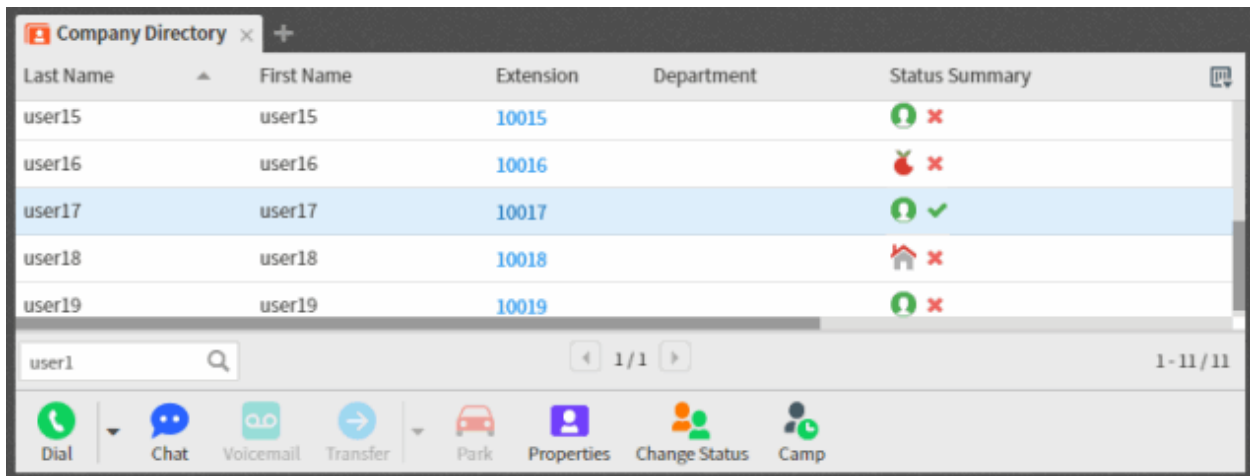 Company Directory
Last Name First Name Extension Department Status Summary
user15 user15 10015
user16 user16 10016
user17 user17 10017
user18 user18 10018
user19 user19 10019
user1 1/1 1-11/11
Dial Chat Voicemail Transfer Park Properties Change Status Camp